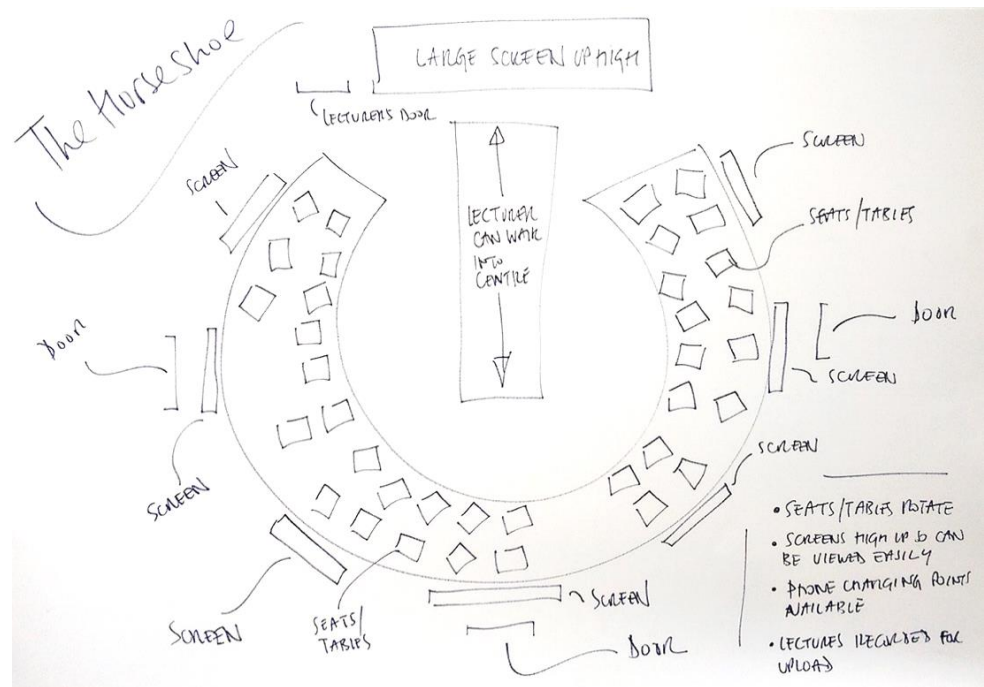 The Horseshoe
LARGE SCREEN UP HIGH
LECTURERS DOOR
SCREEN
SCREEN
SEATS/TABLES
LECTURER
CAN WALK
INTO
CENTRE
DOOR
DOOR
SCREEN
SCREEN
SCREEN
SCREEN
SEATS/
TABLES
SCREEN
DOOR
• SEATS/TABLES ROTATE
• SCREENS HIGH UP SO CAN
BE VIEWED EASILY
• PHONE CHARGING POINTS
AVAILABLE
• LECTURES RECORDED FOR
UPLOAD